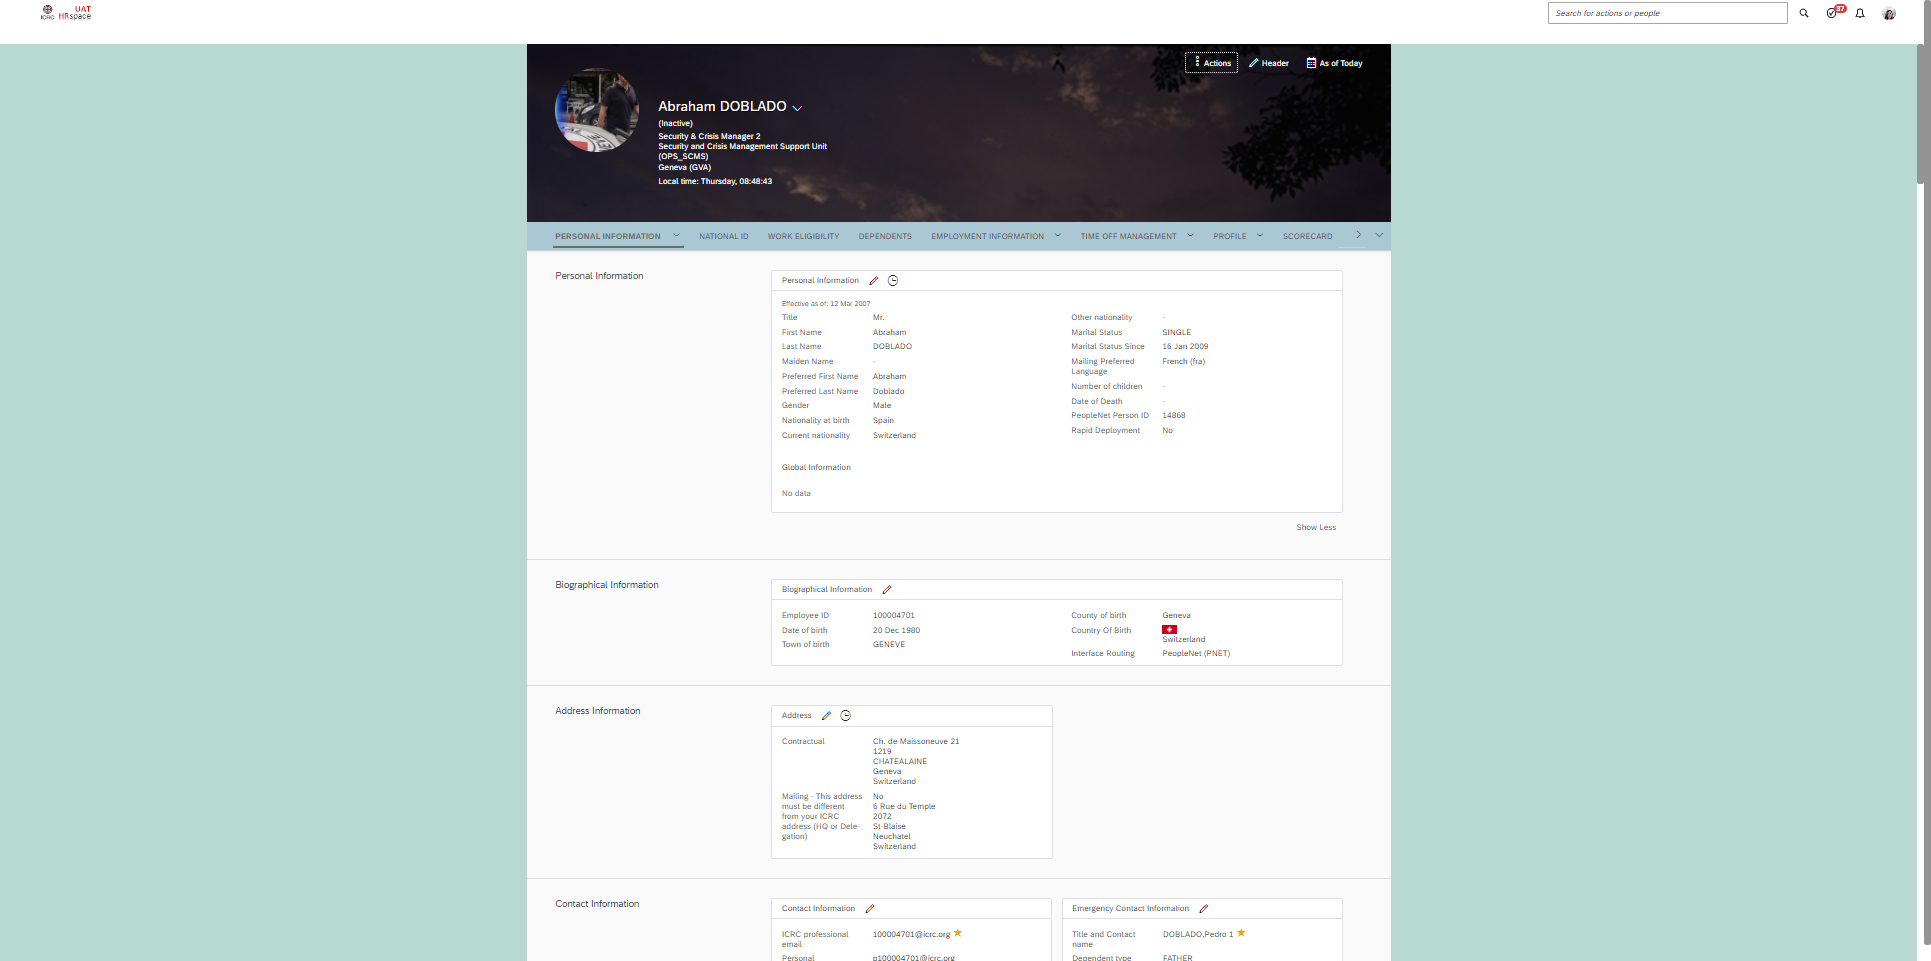 ICRC
UAT
HRspace
Search for actions or people
37
Actions
Header
As of Today
Abraham DOBLADO
(Inactive)
Security & Crisis Manager 2
Security and Crisis Management Support Unit
(OPS_SCMS)
Geneva (GVA)
Local time: Thursday, 08:48:43
PERSONAL INFORMATION
NATIONAL ID
WORK ELIGIBILITY
DEPENDENTS
EMPLOYMENT INFORMATION
TIME OFF MANAGEMENT
PROFILE
SCORECARD
Personal Information
Personal Information
Effective as of: 12 Mar 2007
Title Mr.
First Name Abraham
Last Name DOBLADO
Maiden Name -
Preferred First Name Abraham
Preferred Last Name Doblado
Gender Male
Nationality at birth Spain
Current nationality Switzerland
Other nationality -
Marital Status SINGLE
Marital Status Since 16 Jan 2009
Mailing Preferred French (fra)
Language
Number of children -
Date of Death -
PeopleNet Person ID 14868
Rapid Deployment No
Global Information
No data
Show Less
Biographical Information
Biographical Information
Employee ID 100004701
Date of birth 20 Dec 1980
Town of birth GENEVE
County of birth Geneva
Country Of Birth
Switzerland
Interface Routing PeopleNet (PNET)
Address Information
Address
Contractual Ch. de Maissoneuve 21
1219
CHATEALAINE
Geneva
Switzerland
Mailing - This address No
must be different 6 Rue du Temple
from your ICRC 2072
address (HQ or Dele- St-Blaise
gation) Neuchatel
Switzerland
Contact Information
Contact Information
ICRC professional 100004701@icrc.org
email
Personal p100004701@icrc.org
Emergency Contact Information
Title and Contact DOBLADO,Pedro 1
name
Dependent type FATHER